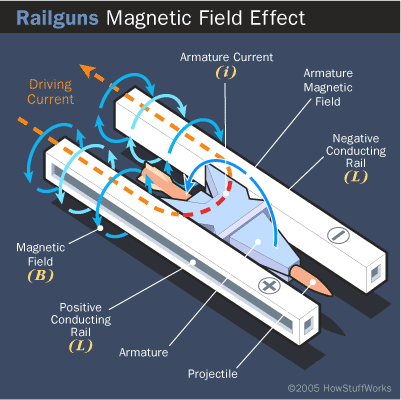 Railguns Magnetic Field Effect
Armature Current
(i)
Driving
Current
Armature
Magnetic
Field
Negative
Conducting
Rail
(L)
Magnetic
Field
(B)
Positive
Conducting
Rail
(L)
Armature
Projectile
−
+
©2005 HowStuffWorks